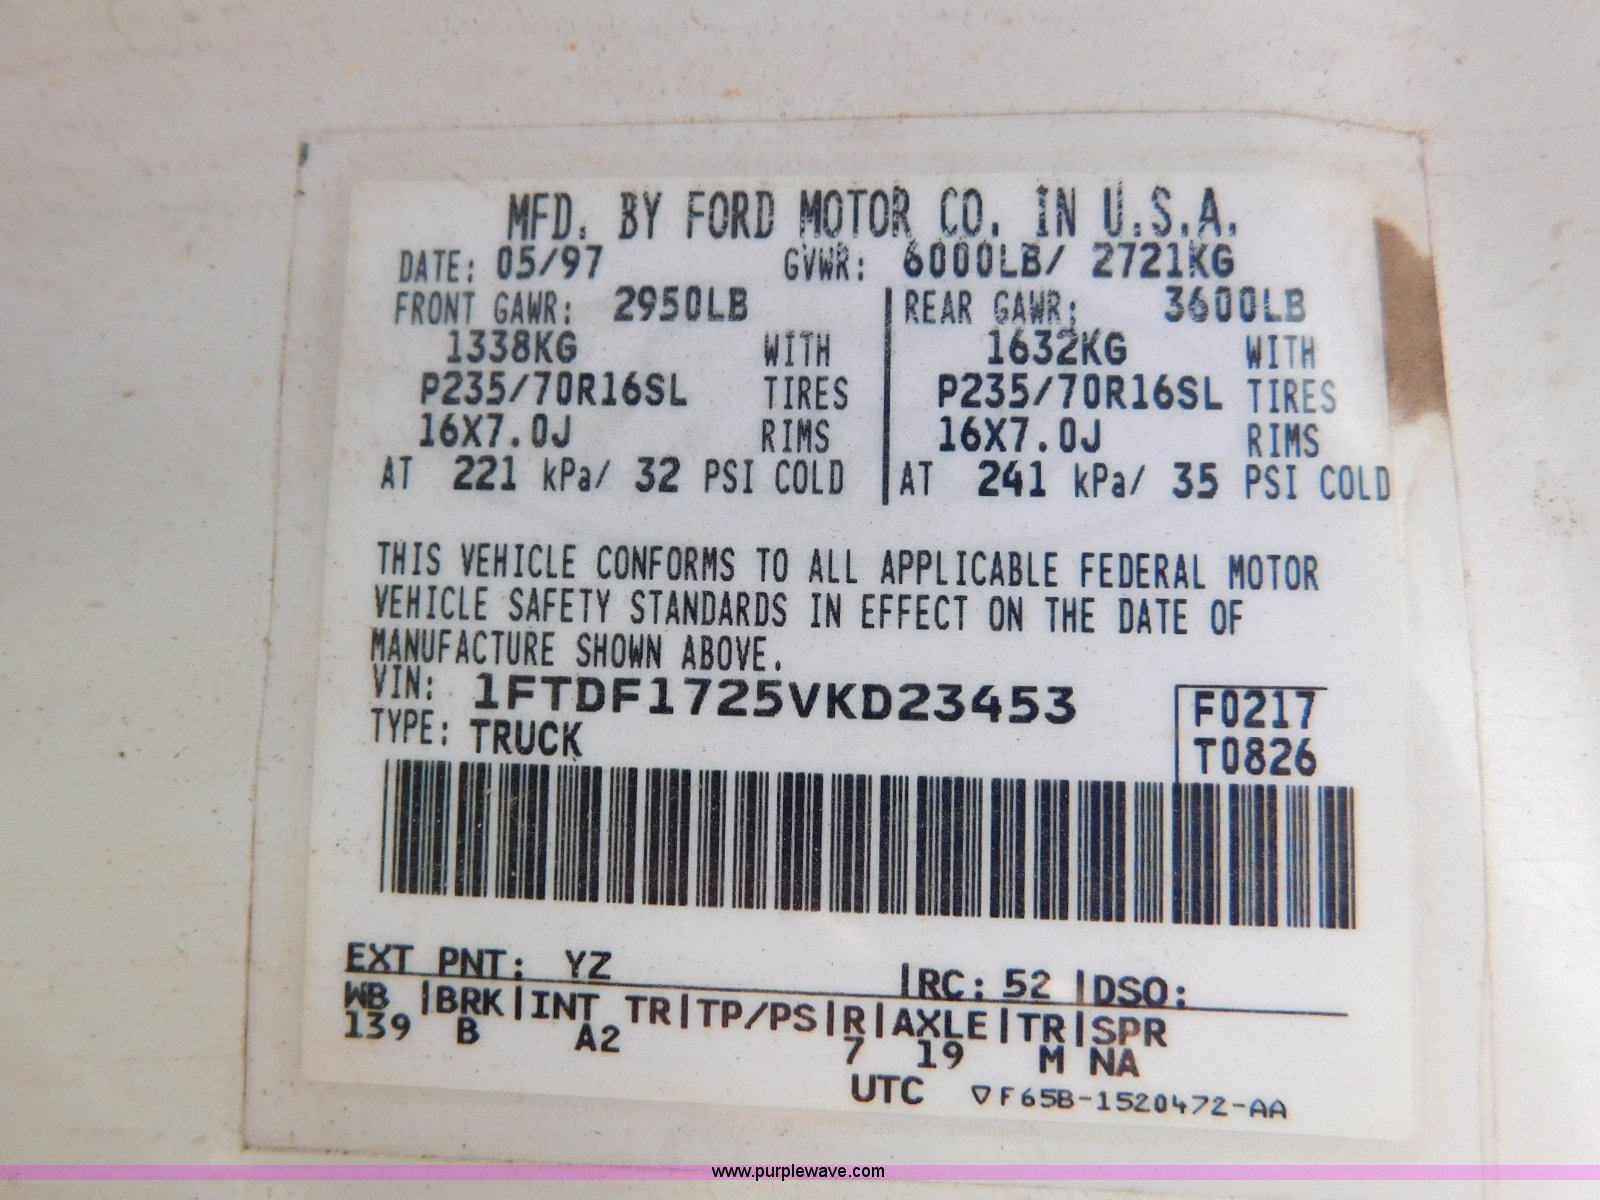 MFD. BY FORD MOTOR CO. IN U.S.A.
DATE: 05/97 GVWR: 6000LB/ 2721KG
FRONT GAWR: 2950LB REAR GAWR: 3600LB
1338KG WITH 1632KG WITH
P235/70R16SL TIRES P235/70R16SL TIRES
16X7.0J RIMS 16X7.0J RIMS
AT 221 kPa/ 32 PSI COLD AT 241 kPa/ 35 PSI COLD
THIS VEHICLE CONFORMS TO ALL APPLICABLE FEDERAL MOTOR
VEHICLE SAFETY STANDARDS IN EFFECT ON THE DATE OF
MANUFACTURE SHOWN ABOVE.
VIN: 1FTDF1725VKD23453 F0217
TYPE: TRUCK T0826
EXT PNT: YZ |RC: 52 |DSO:
WB |BRK|INT TR|TP/PS|R|AXLE|TR|SPR
139 B A2 7 19 M NA
UTC ▽F65B-1520472-AA
www.purplewave.com